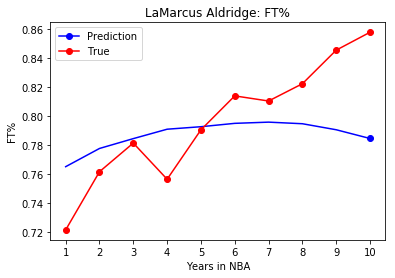 LaMarcus Aldridge: FT%
Prediction
True
0.86
0.84
0.82
0.80
0.78
0.76
0.74
0.72
FT%
1 2 3 4 5 6 7 8 9 10
Years in NBA